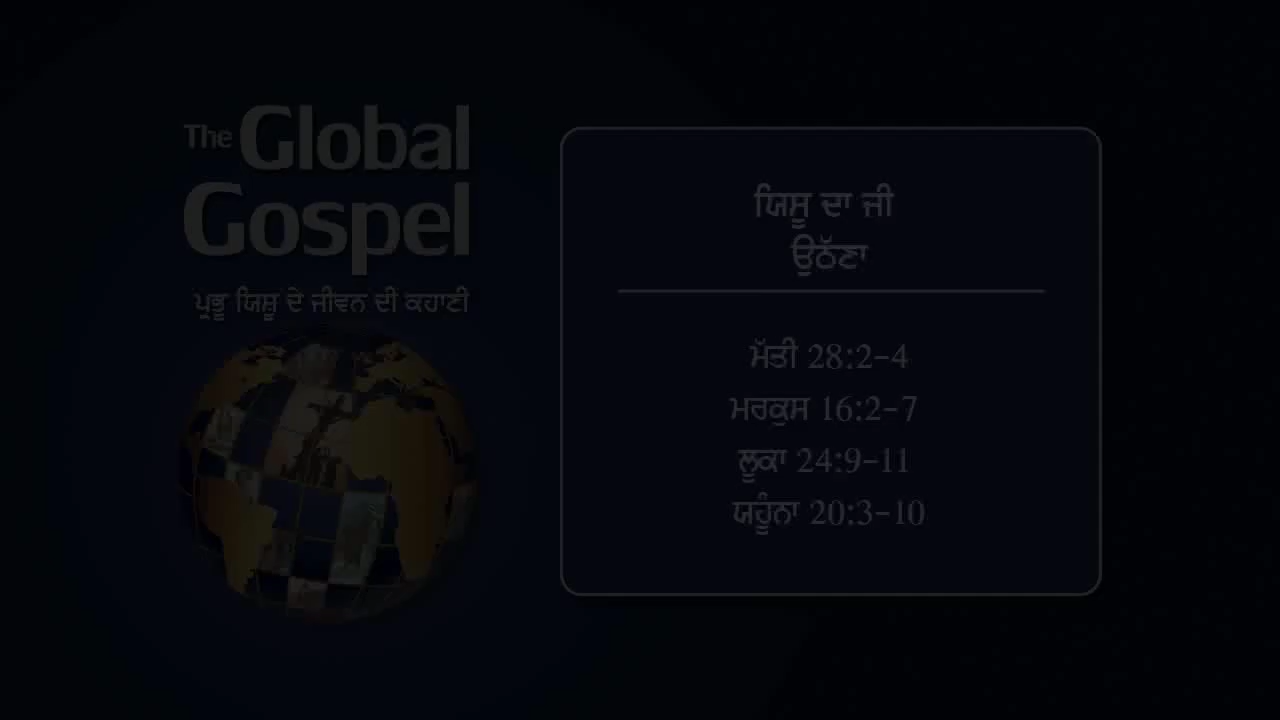 The Global
Gospel
ਪ੍ਰਭੂ ਯਿਸ਼ੂ ਦੇ ਜੀਵਨ ਦੀ ਕਹਾਣੀ
ਯਿਸੂ ਦਾ ਜੀ
ਉਠੱਣਾ
ਮੱਤੀ 28:2-4
ਮਰਕੁਸ 16:2-7
ਲੂਕਾ 24:9-11
ਯਹੂੰਨਾ 20:3-10